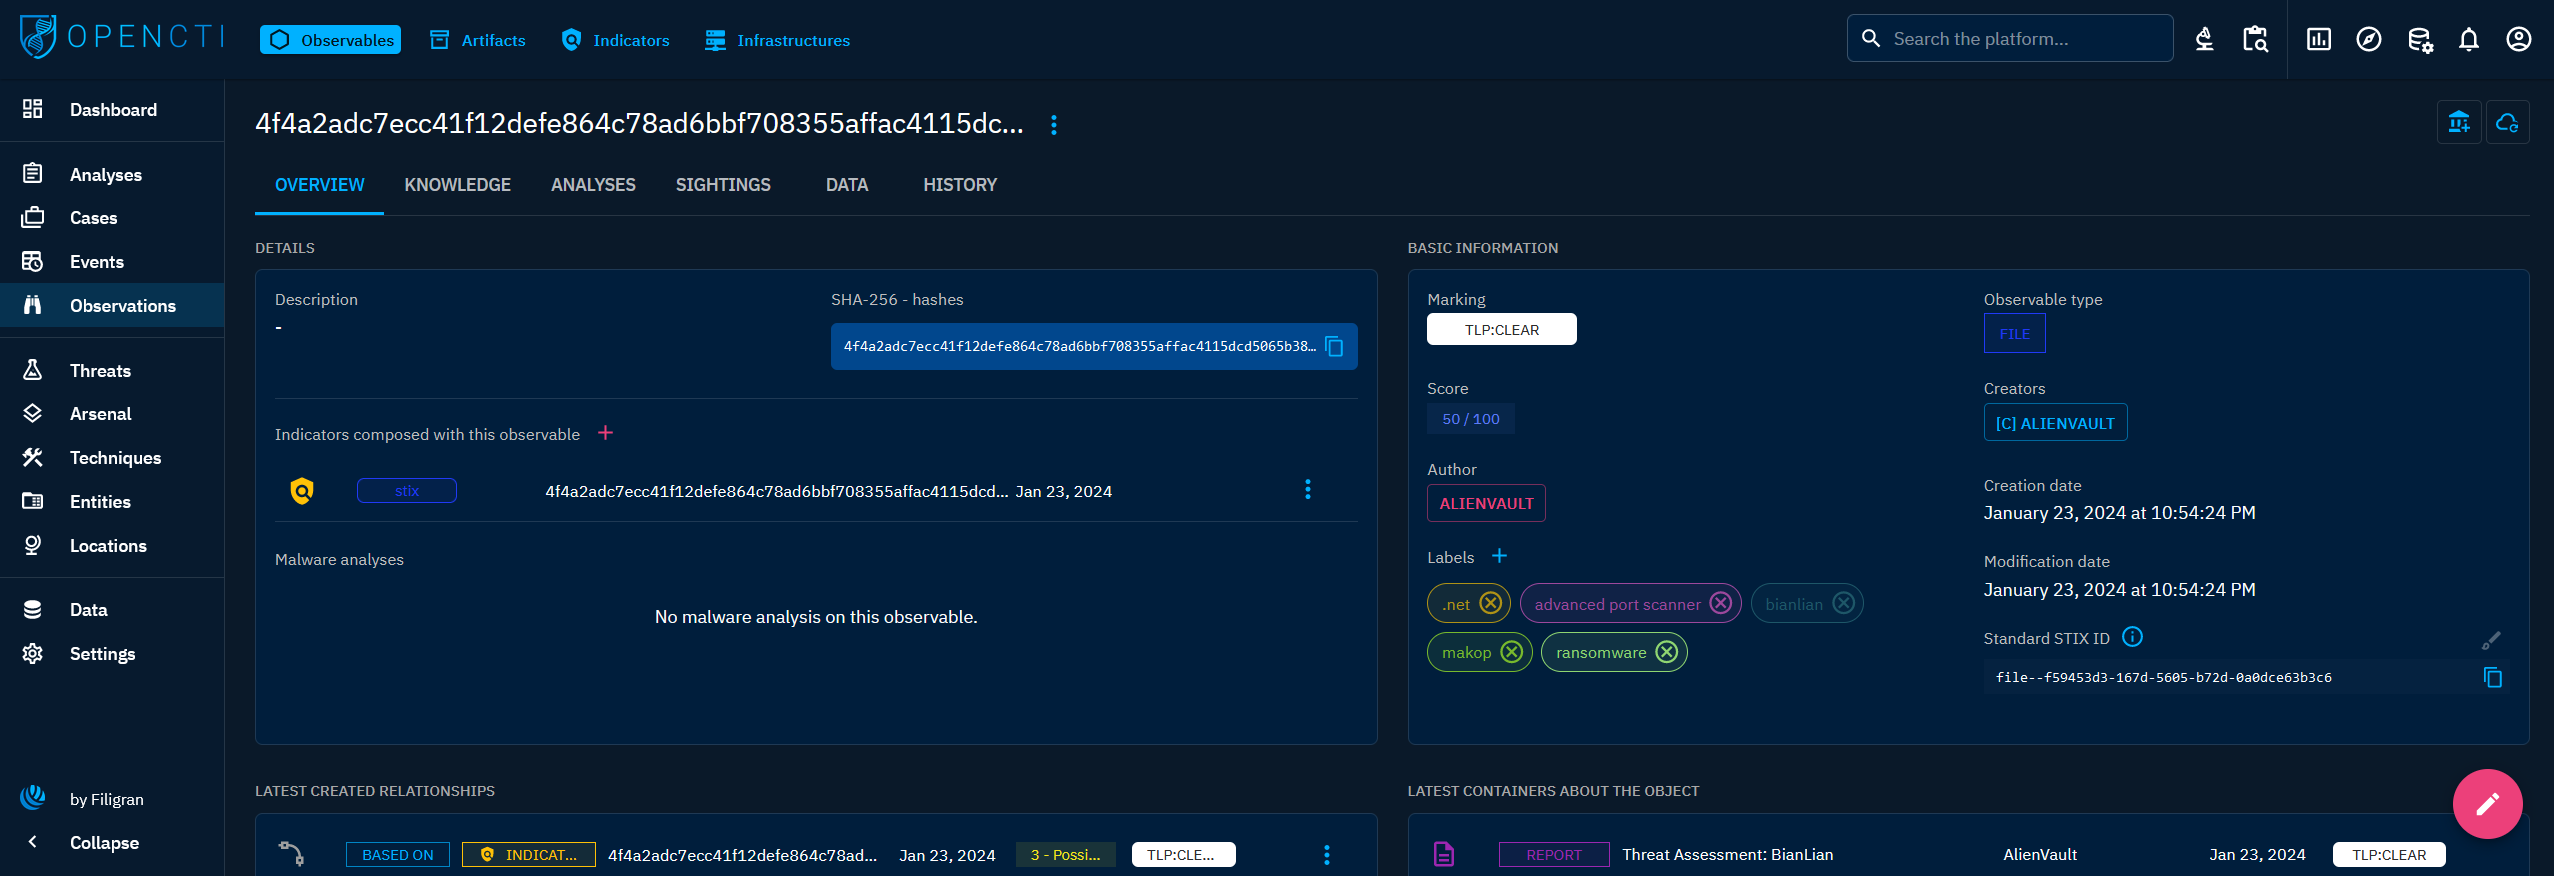 OPENCTI
Observables
Artifacts
Indicators
Infrastructures
Search the platform...
Dashboard
Analyses
Cases
Events
Observations
Threats
Arsenal
Techniques
Entities
Locations
Data
Settings
by Filigran
Collapse
4f4a2adc7ecc41f12defe864c78ad6bbf708355affac4115dc...
OVERVIEW
KNOWLEDGE
ANALYSES
SIGHTINGS
DATA
HISTORY
DETAILS
Description
-
SHA-256 - hashes
4f4a2adc7ecc41f12defe864c78ad6bbf708355affac4115dcd5065b38…
Indicators composed with this observable
stix
4f4a2adc7ecc41f12defe864c78ad6bbf708355affac4115dcd... Jan 23, 2024
Malware analyses
No malware analysis on this observable.
BASIC INFORMATION
Marking
TLP:CLEAR
Observable type
FILE
Score
50 / 100
Creators
[C] ALIENVAULT
Author
ALIENVAULT
Creation date
January 23, 2024 at 10:54:24 PM
Labels
.net
advanced port scanner
bianlian
makop
ransomware
Modification date
January 23, 2024 at 10:54:24 PM
Standard STIX ID
file--f59453d3-167d-5605-b72d-0a0dce63b3c6
LATEST CREATED RELATIONSHIPS
BASED ON
INDICAT...
4f4a2adc7ecc41f12defe864c78ad...
Jan 23, 2024
3 - Possi...
TLP:CLE...
LATEST CONTAINERS ABOUT THE OBJECT
REPORT
Threat Assessment: BianLian
AlienVault
Jan 23, 2024
TLP:CLEAR